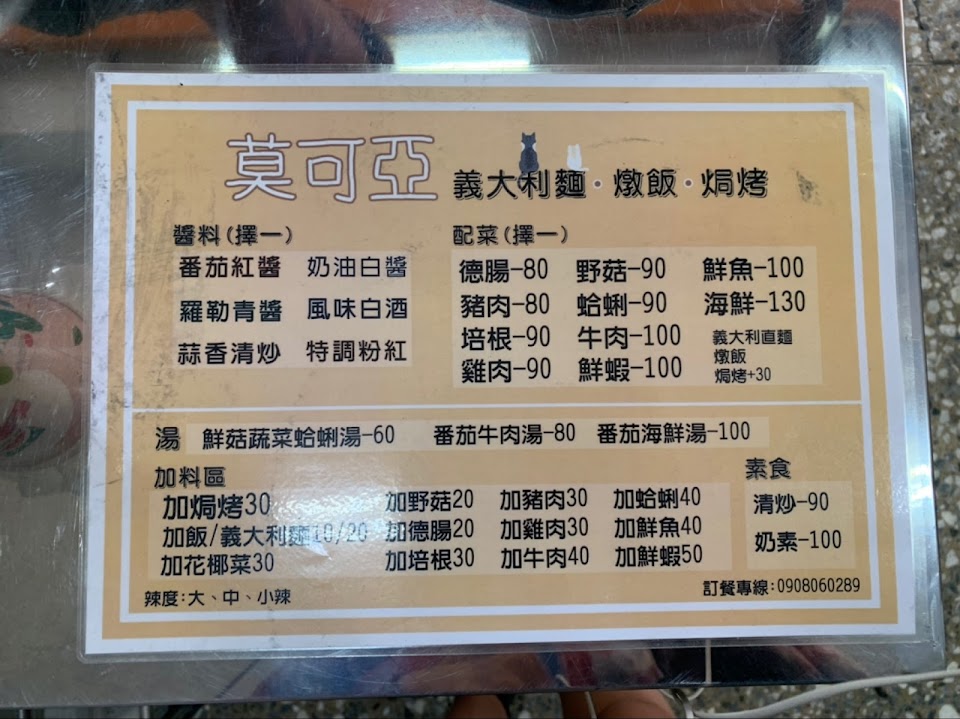 莫可亞 義大利麵·燉飯·焗烤
醬料(擇一)
番茄紅醬 奶油白醬
羅勒青醬 風味白酒
蒜香清炒 特調粉紅
配菜(擇一)
德腸-80 野菇-90 鮮魚-100
豬肉-80 蛤蜊-90 海鮮-130
培根-90 牛肉-100
雞肉-90 鮮蝦-100
義大利直麵
燉飯
焗烤+30
湯 鮮菇蔬菜蛤蜊湯-60 番茄牛肉湯-80 番茄海鮮湯-100
加料區
加焗烤30 加野菇20 加豬肉30 加蛤蜊40
加飯/義大利麵10/20 加德腸20 加雞肉30 加鮮魚40
加花椰菜30 加培根30 加牛肉40 加鮮蝦50
素食
清炒-90
奶素-100
辣度:大、中、小辣
訂餐專線:0908060289